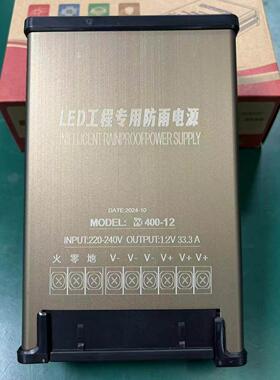 LED工程专用防雨电源
INTELLIGENT RAINPROOFPOWER SUPPLY
DATE:2024-10
MODEL: 400-12
INPUT:220-240V OUTPUT:12V 33.3 A
火 零 地 V- V- V- V+ V+ V+